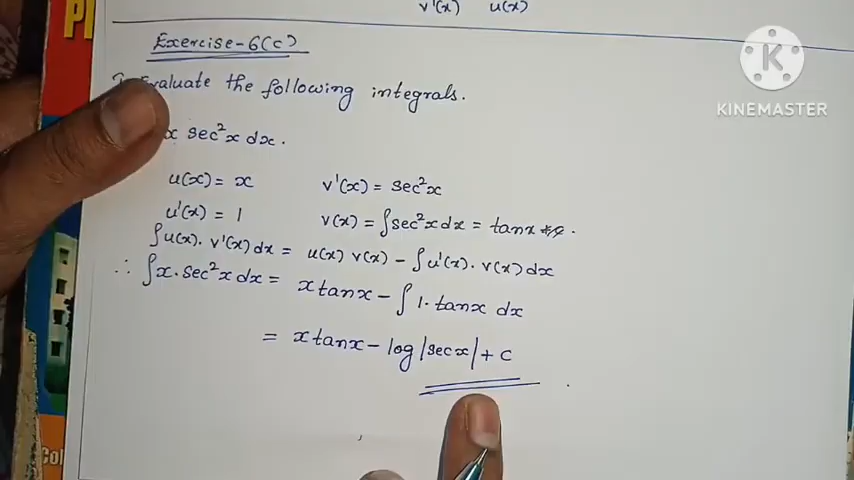 v'(x) u(x)
Exercise-6(c)
Evaluate the following integrals.
x sec²x dx.
u(x) = x v'(x) = sec²x
u'(x) = 1 v(x) = ∫sec²x dx = tanx .
∫u(x). v'(x) dx = u(x) v(x) - ∫u'(x). v(x) dx
∴ ∫x. sec²x dx = x tanx - ∫1. tanx dx
= x tanx - log|secx| + c
K
KINEMASTER